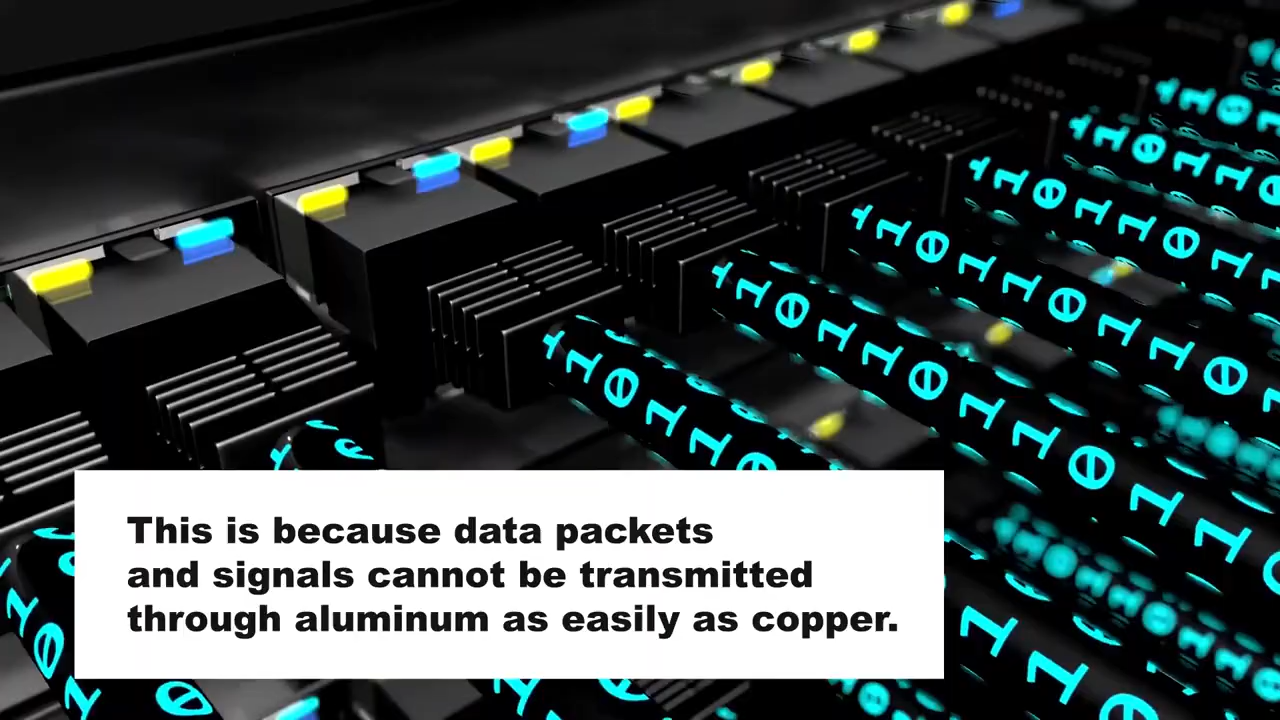 This is because data packets
and signals cannot be transmitted
through aluminum as easily as copper.